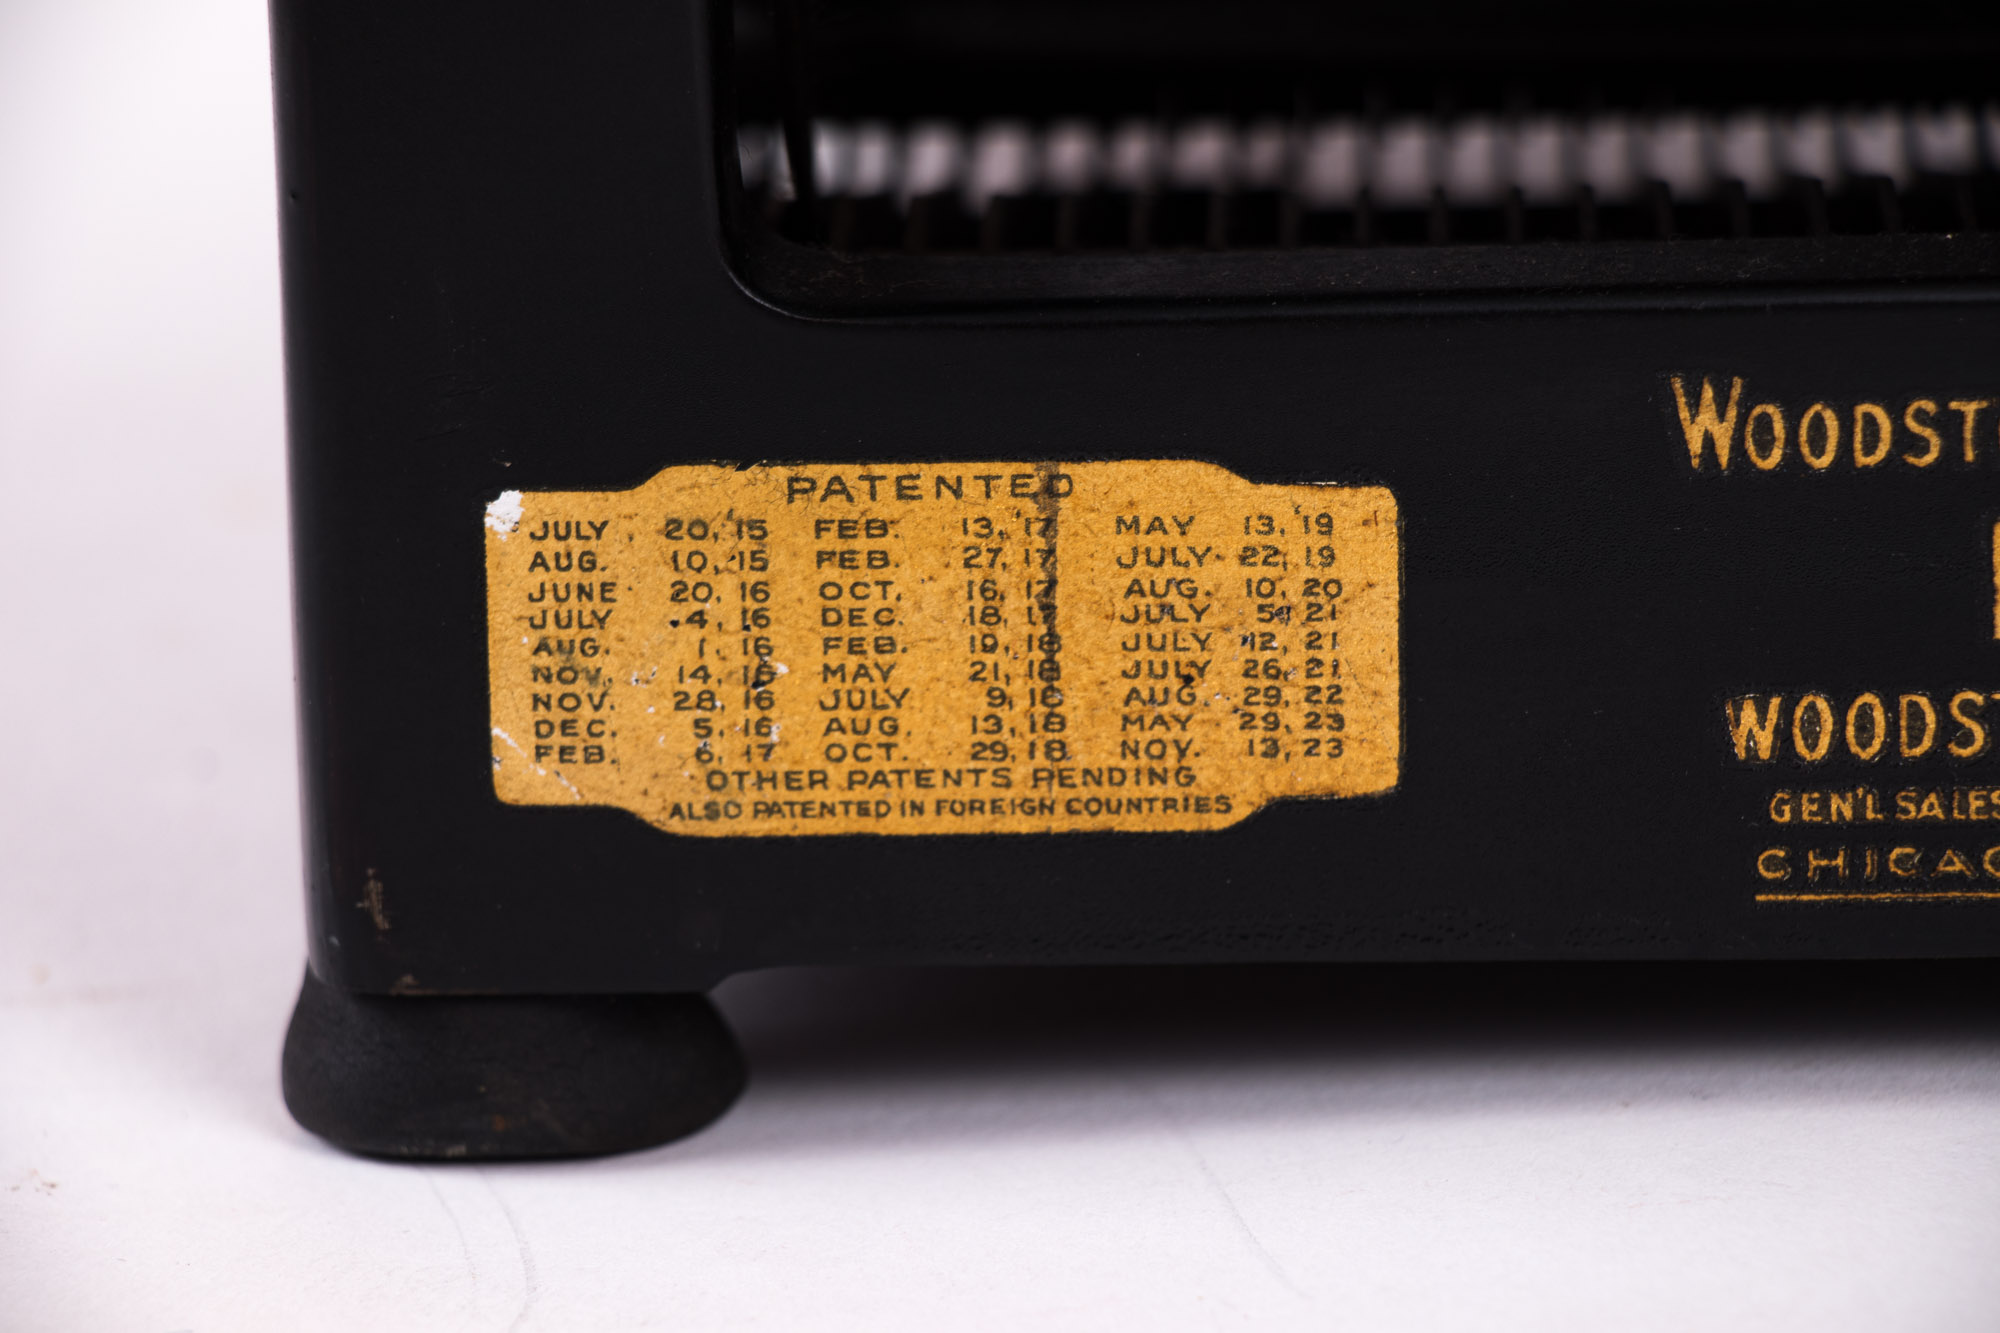 PATENTED
JULY 20, '15 FEB. 13, '17 MAY 13, '19
AUG. 10, 15 FEB. 27, 17 JULY 22, 19
JUNE 20, 16 OCT. 16, 17 AUG. 10, 20
JULY 4, 16 DEC. 18, 17 JULY 5, 21
AUG. 1, 16 FEB. 19, 18 JULY 12, 21
NOV. 14, 16 MAY 21, 18 JULY 26, 21
NOV. 28, 16 JULY 9, 18 AUG. 29, 22
DEC. 5, 16 AUG. 13, 18 MAY 29, 23
FEB. 6, 17 OCT. 29, 18 NOV. 13, 23
OTHER PATENTS PENDING
ALSO PATENTED IN FOREIGN COUNTRIES
WOODST
WOODST
GEN'L SALES
CHICAG